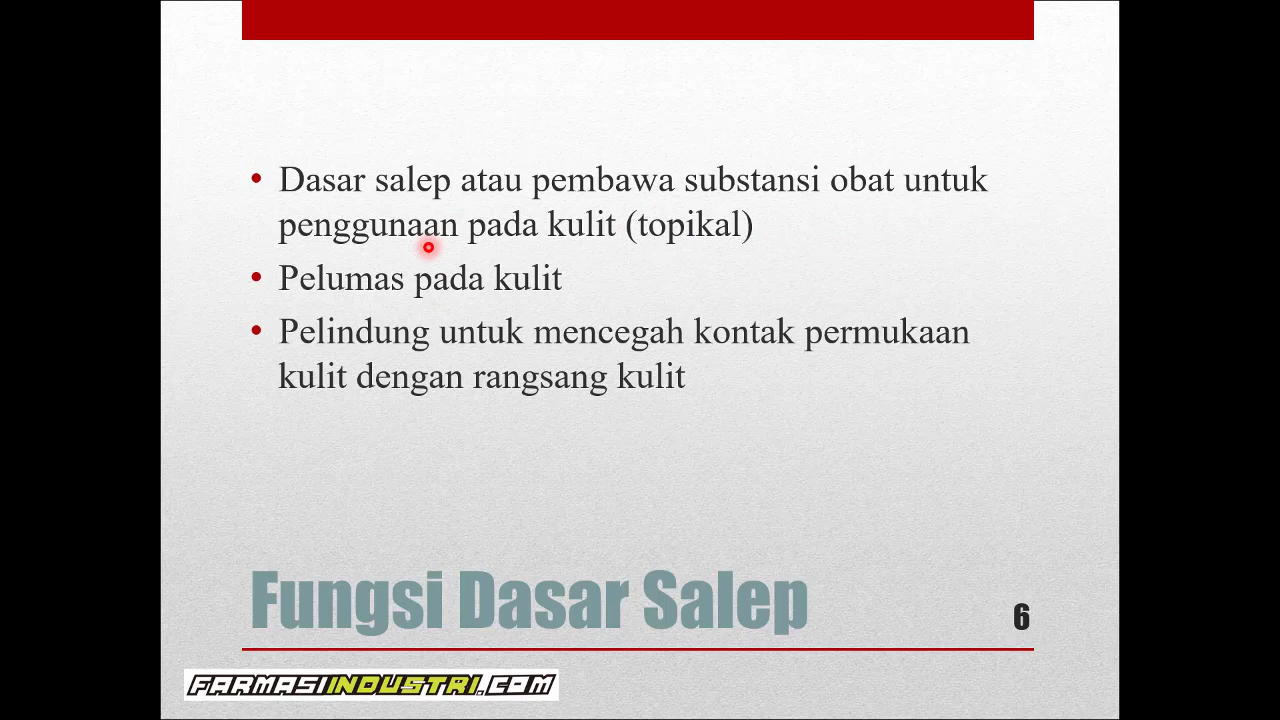 • Dasar salep atau pembawa substansi obat untuk
penggunaan pada kulit (topikal)
• Pelumas pada kulit
• Pelindung untuk mencegah kontak permukaan
kulit dengan rangsang kulit
Fungsi Dasar Salep
6
FARMASIINDUSTRI.COM